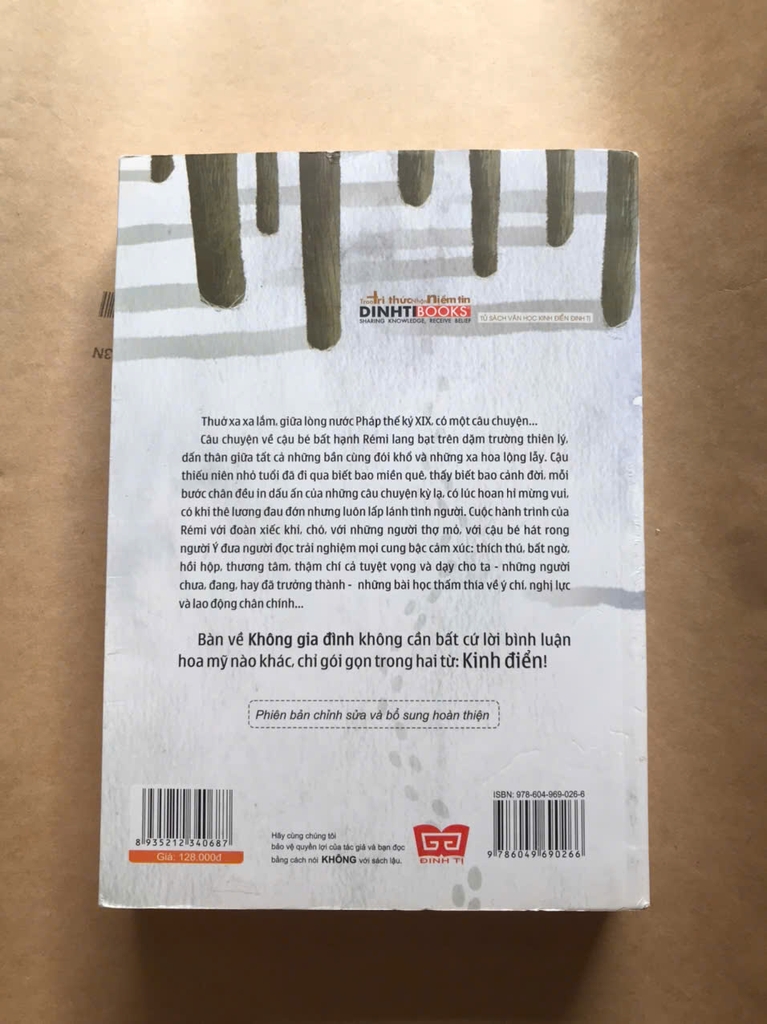 Trao tri thức Nhận niềm tin
DINHTIBOOKS
SHARING KNOWLEDGE, RECEIVE BELIEF
TỦ SÁCH VĂN HỌC KINH ĐIỂN ĐINH TỊ
Thuở xa xa lắm, giữa lòng nước Pháp thế kỷ XIX, có một câu chuyện...
Câu chuyện về cậu bé bất hạnh Rémi lang bạt trên dặm trường thiên lý,
dấn thân giữa tất cả những bần cùng đói khổ và những xa hoa lộng lẫy. Cậu
thiếu niên nhỏ tuổi đã đi qua biết bao miền quê, thấy biết bao cảnh đời, mỗi
bước chân đều in dấu ấn của những câu chuyện kỳ lạ, có lúc hoan hỉ mừng vui,
có khi thê lương đau đớn nhưng luôn lấp lánh tình người. Cuộc hành trình của
Rémi với đoàn xiếc khỉ, chó, với những người thợ mỏ, với cậu bé hát rong
người Ý đưa người đọc trải nghiệm mọi cung bậc cảm xúc: thích thú, bất ngờ,
hồi hộp, thương tâm, thậm chí cả tuyệt vọng và dạy cho ta - những người
chưa, đang, hay đã trưởng thành - những bài học thấm thía về ý chí, nghị lực
và lao động chân chính...
Bàn về Không gia đình không cần bất cứ lời bình luận
hoa mỹ nào khác, chỉ gói gọn trong hai từ: Kinh điển!
Phiên bản chỉnh sửa và bổ sung hoàn thiện
8 935212 340687
Giá: 128.000đ
Hãy cùng chúng tôi
bảo vệ quyền lợi của tác giả và bạn đọc
bằng cách nói KHÔNG với sách lậu.
ĐINH TỊ
ISBN: 978-604-969-026-6
9 786049 690266